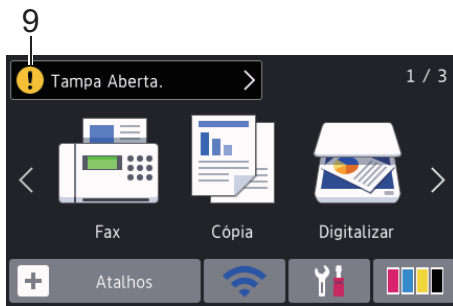 9
Tampa Aberta.
1 / 3
Fax
Cópia
Digitalizar
Atalhos